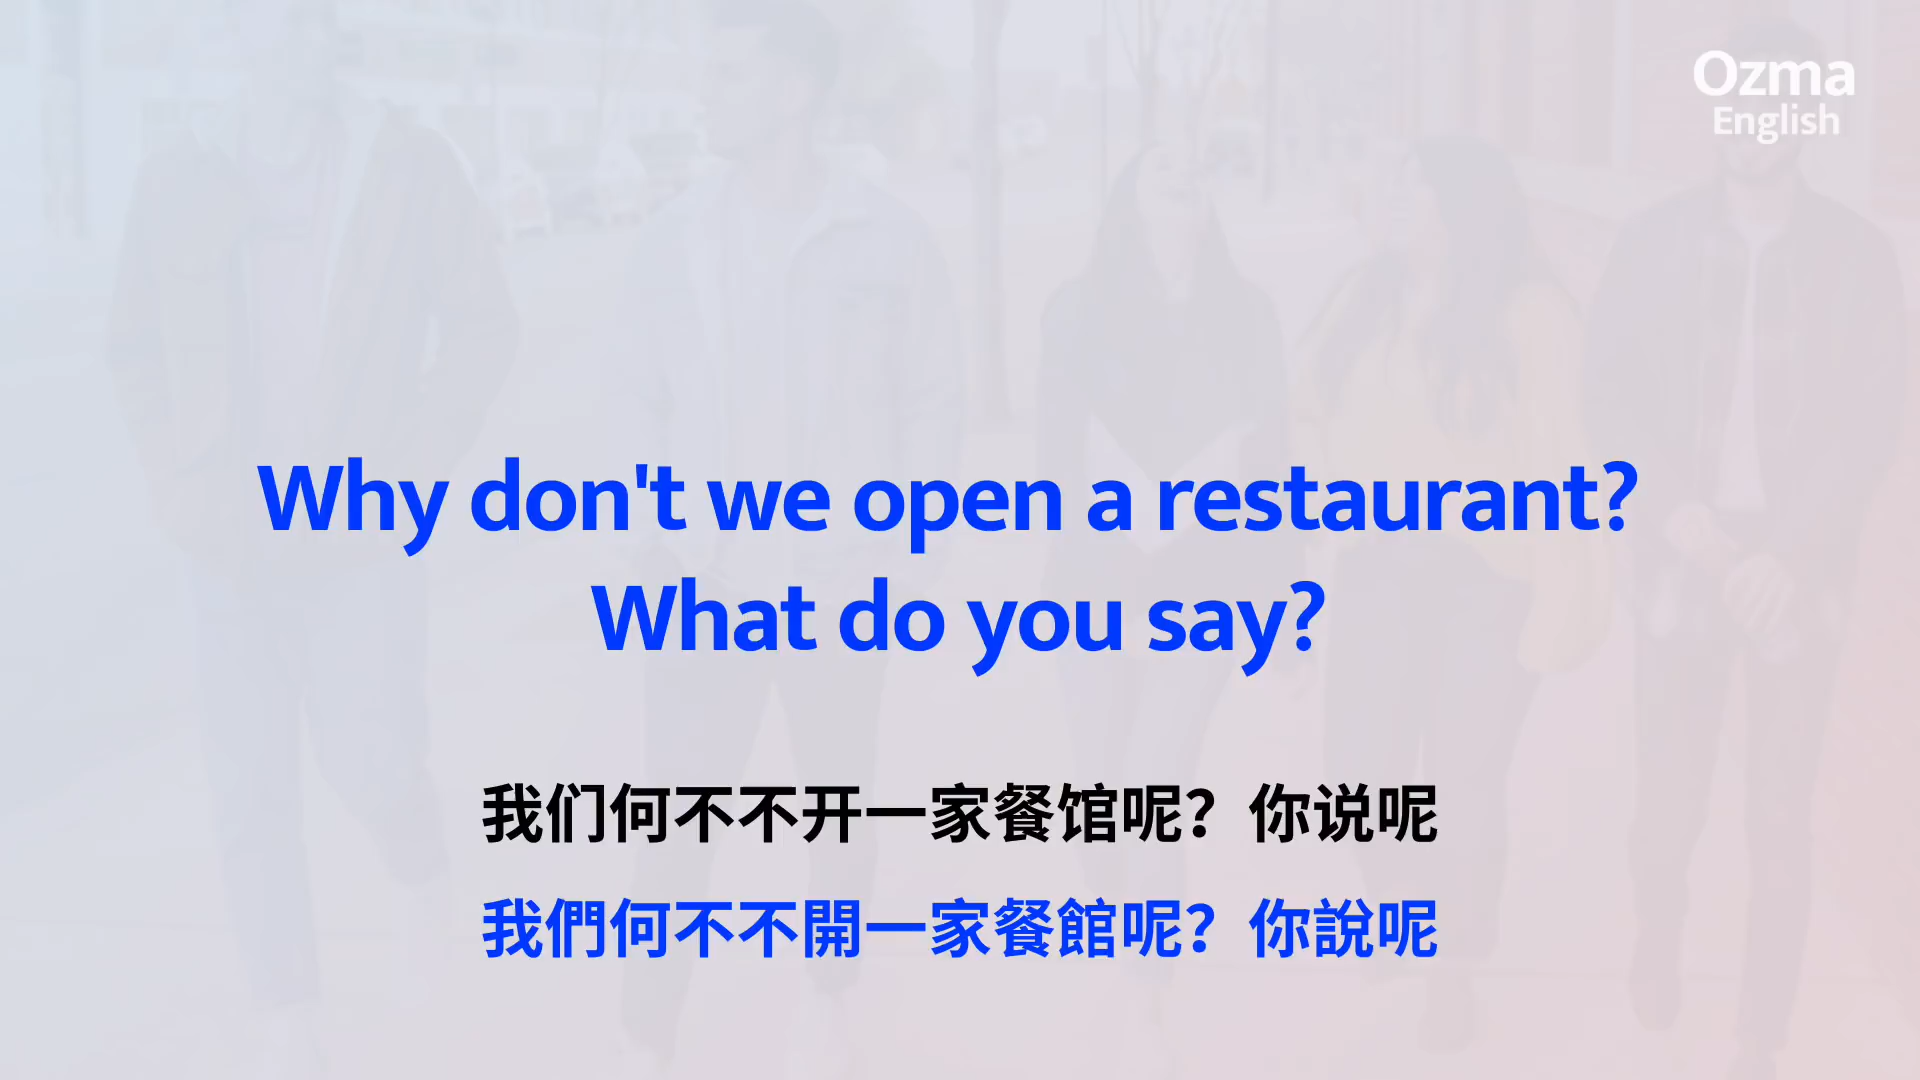 Ozma
English
Why don't we open a restaurant?
What do you say?
我们何不不开一家餐馆呢？你说呢
我們何不不開一家餐館呢？你說呢